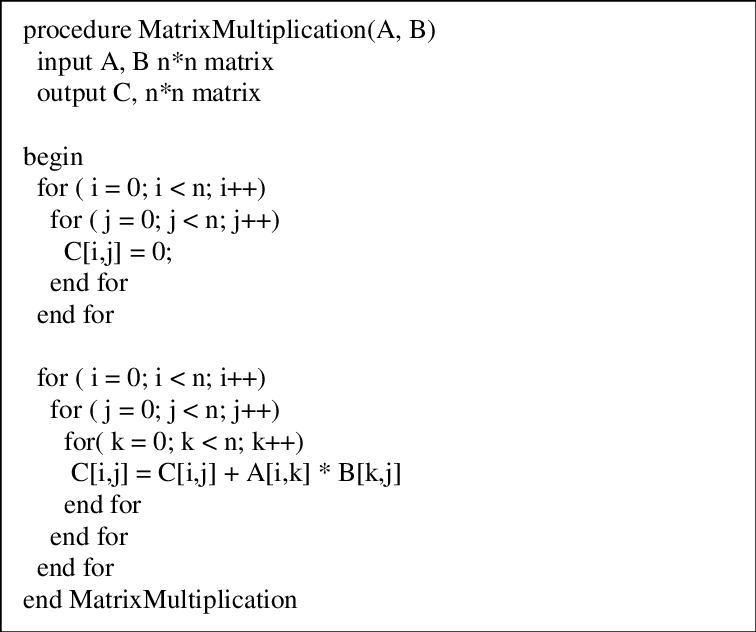 procedure MatrixMultiplication(A, B)
input A, B n*n matrix
output C, n*n matrix
begin
for ( i = 0; i < n; i++)
for ( j = 0; j < n; j++)
C[i,j] = 0;
end for
end for
for ( i = 0; i < n; i++)
for ( j = 0; j < n; j++)
for( k = 0; k < n; k++)
C[i,j] = C[i,j] + A[i,k] * B[k,j]
end for
end for
end for
end MatrixMultiplication